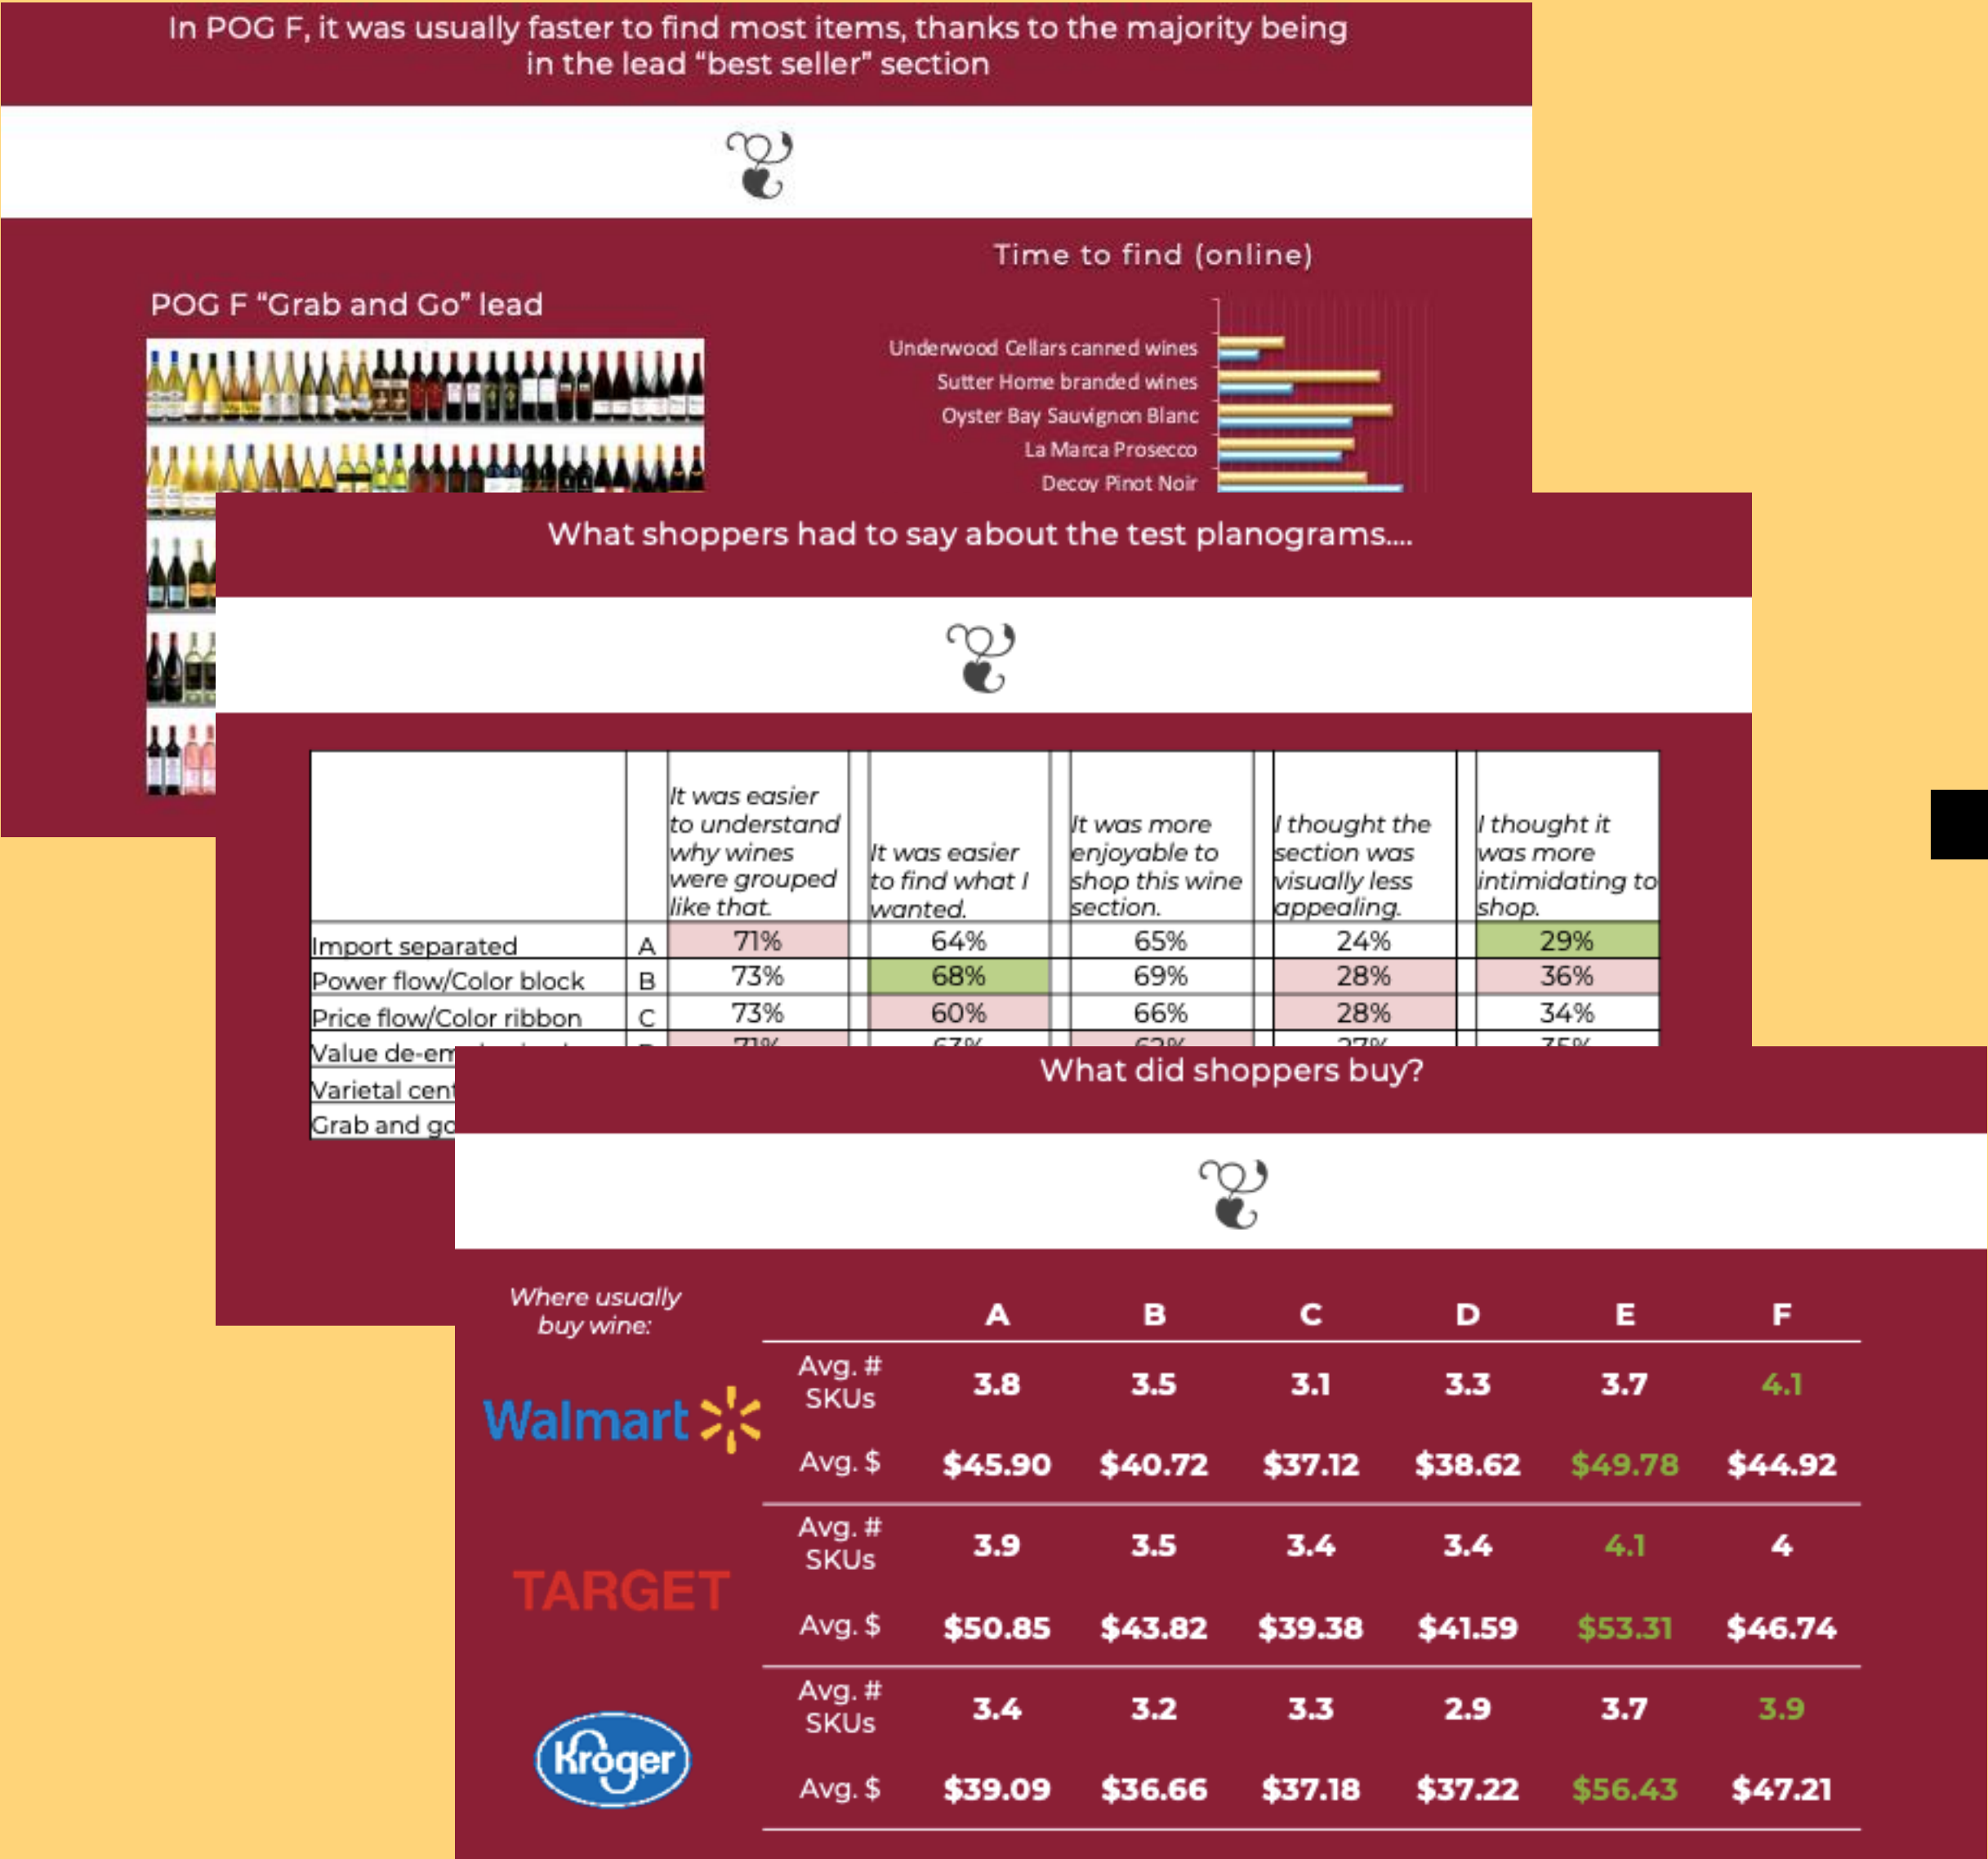 In POG F, it was usually faster to find most items, thanks to the majority being
in the lead “best seller” section
POG F “Grab and Go” lead
Time to find (online)
Underwood Cellars canned wines
Sutter Home branded wines
Oyster Bay Sauvignon Blanc
La Marca Prosecco
Decoy Pinot Noir
What shoppers had to say about the test planograms....
It was easier
to understand
why wines
were grouped
like that.
It was easier
to find what I
wanted.
It was more
enjoyable to
shop this wine
section.
I thought the
section was
visually less
appealing.
I thought it
was more
intimidating to
shop.
Import separated A 71% 64% 65% 24% 29%
Power flow/Color block B 73% 68% 69% 28% 36%
Price flow/Color ribbon C 73% 60% 66% 28% 34%
Value
Varietal
Grab and go
What did shoppers buy?
Where usually
buy wine:
A B C D E F
Walmart
Avg. #
SKUs
3.8 3.5 3.1 3.3 3.7 4.1
Avg. $ $45.90 $40.72 $37.12 $38.62 $49.78 $44.92
TARGET
Avg. #
SKUs
3.9 3.5 3.4 3.4 4.1 4
Avg. $ $50.85 $43.82 $39.38 $41.59 $53.31 $46.74
Kroger
Avg. #
SKUs
3.4 3.2 3.3 2.9 3.7 3.9
Avg. $ $39.09 $36.66 $37.18 $37.22 $56.43 $47.21